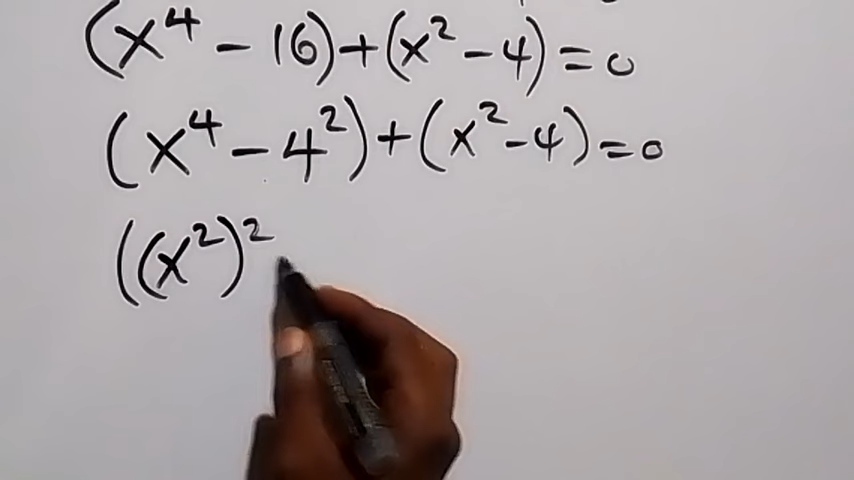 (x⁴ - 16) + (x² - 4) = 0
(x⁴ - 4²) + (x² - 4) = 0
((x²)²